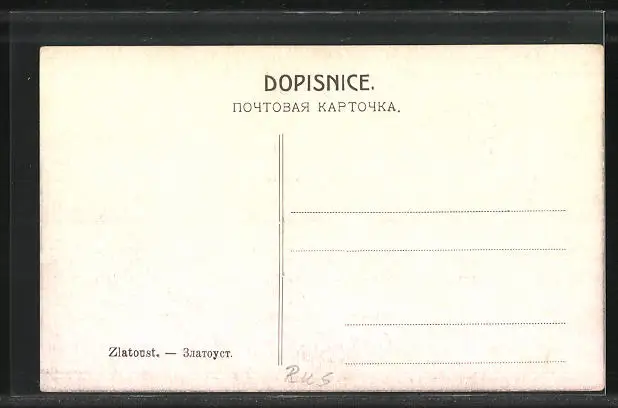 DOPISNICE.
ПОЧТОВАЯ КАРТОЧКА.
Zlatoust. — Златоуст.
Rus